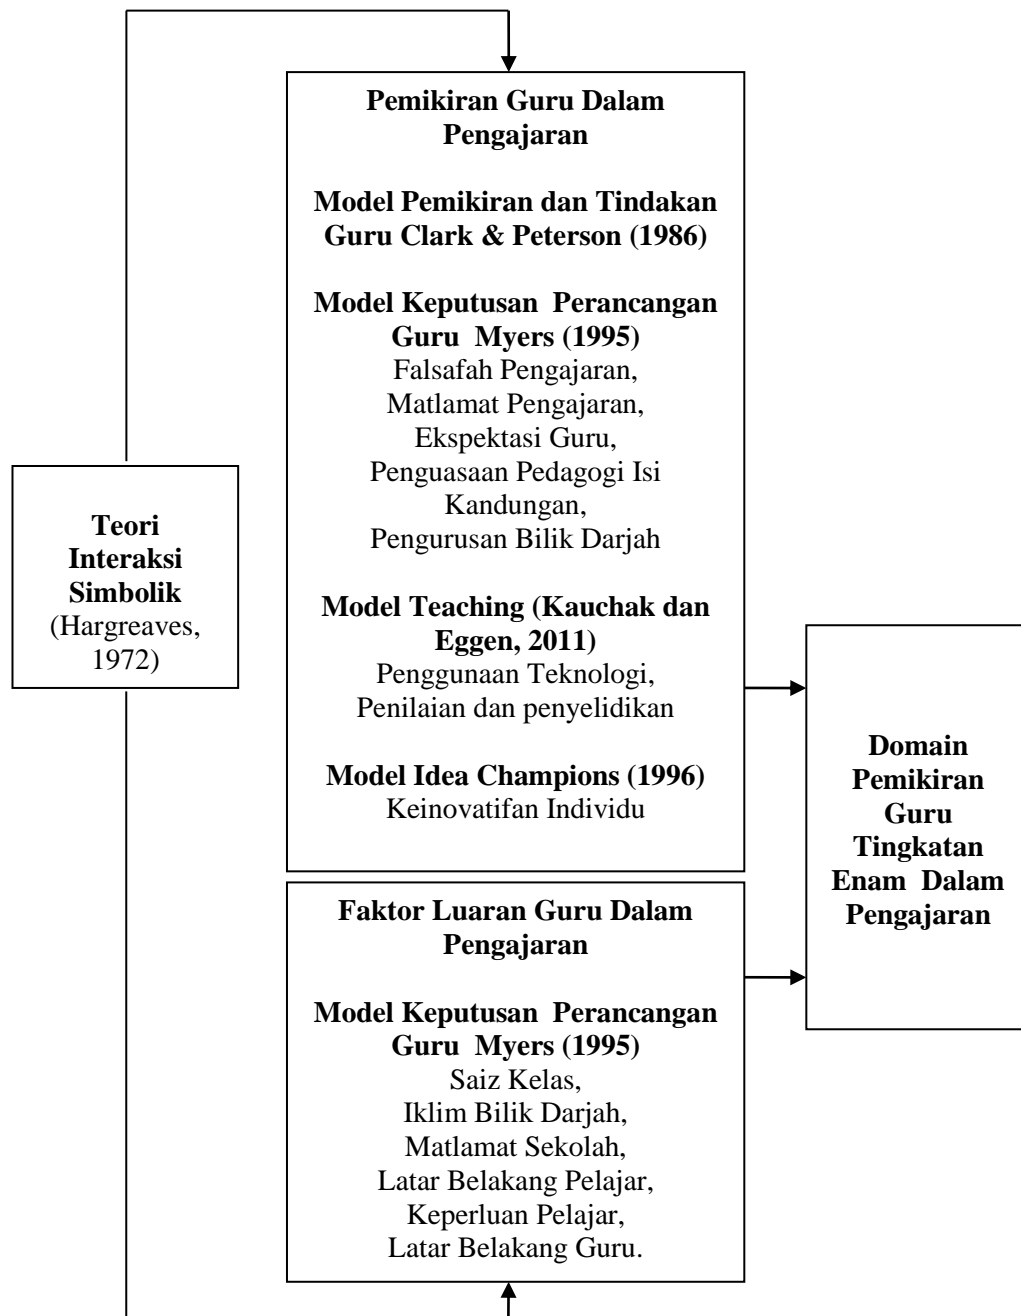 Pemikiran Guru Dalam
Pengajaran
Model Pemikiran dan Tindakan
Guru Clark & Peterson (1986)
Model Keputusan Perancangan
Guru Myers (1995)
Falsafah Pengajaran,
Matlamat Pengajaran,
Ekspektasi Guru,
Penguasaan Pedagogi Isi
Kandungan,
Pengurusan Bilik Darjah
Model Teaching (Kauchak dan
Eggen, 2011)
Penggunaan Teknologi,
Penilaian dan penyelidikan
Model Idea Champions (1996)
Keinovatifan Individu
Teori
Interaksi
Simbolik
(Hargreaves,
1972)
Domain
Pemikiran
Guru
Tingkatan
Enam Dalam
Pengajaran
Faktor Luaran Guru Dalam
Pengajaran
Model Keputusan Perancangan
Guru Myers (1995)
Saiz Kelas,
Iklim Bilik Darjah,
Matlamat Sekolah,
Latar Belakang Pelajar,
Keperluan Pelajar,
Latar Belakang Guru.